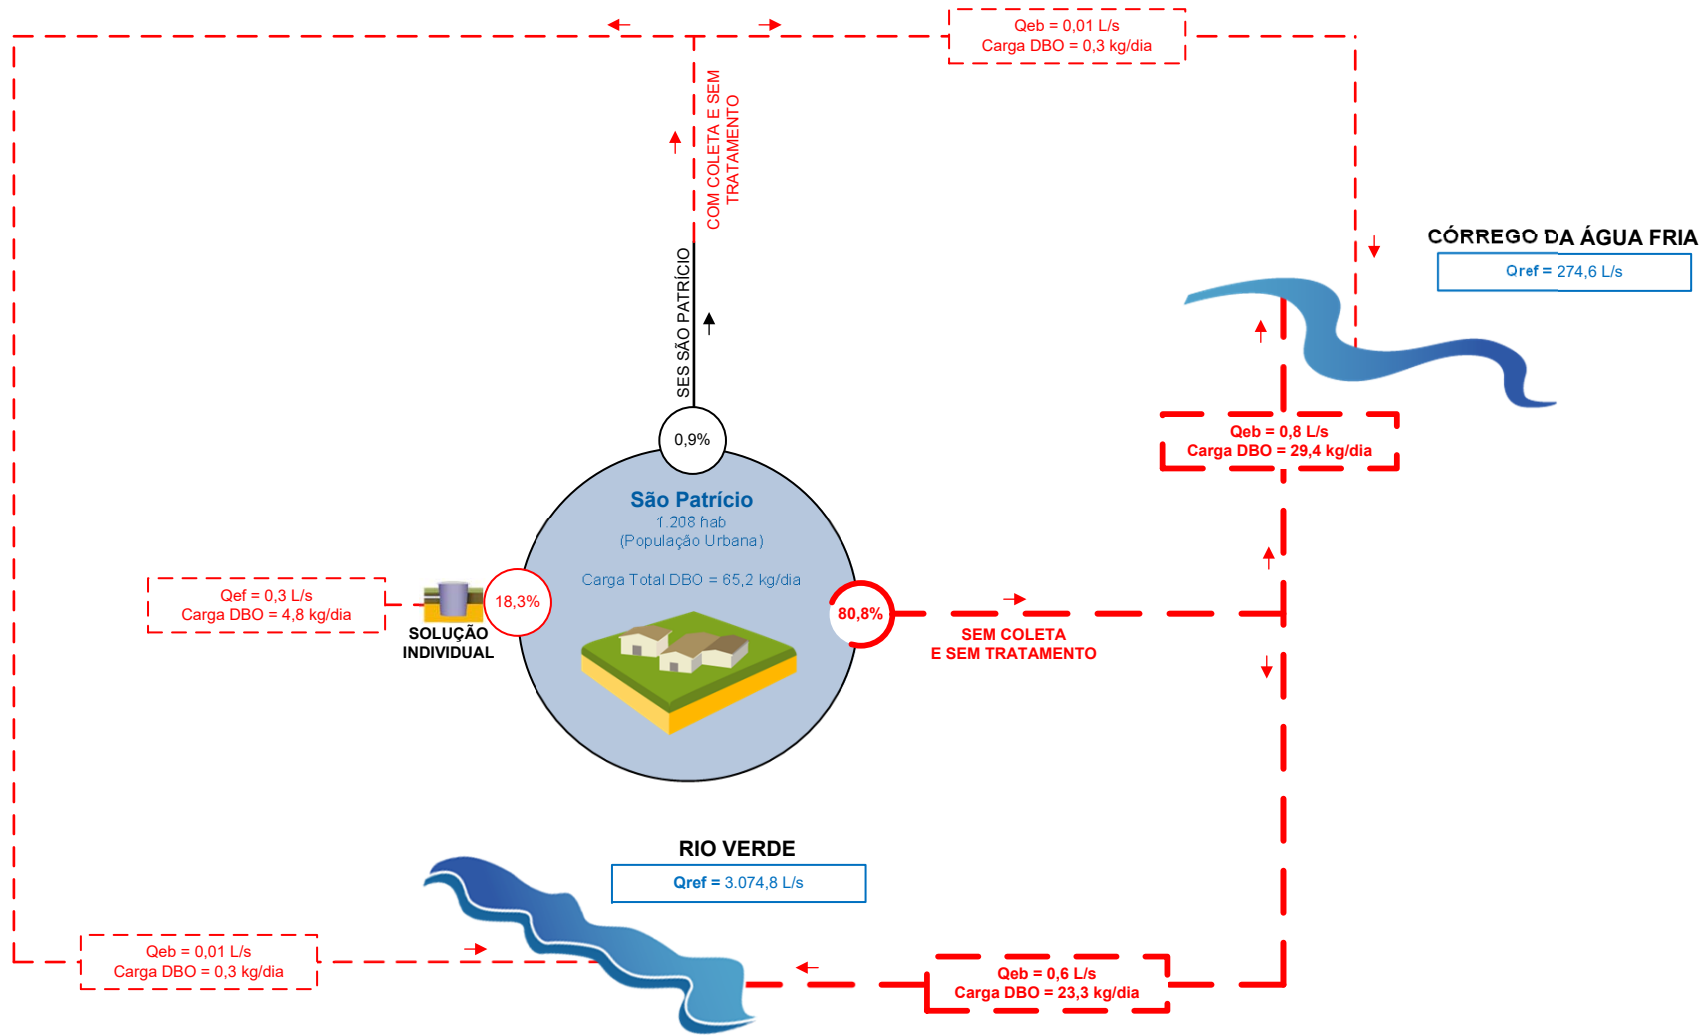 Qeb = 0,01 L/s
Carga DBO = 0,3 kg/dia
COM COLETA E SEM
TRATAMENTO
SES SÃO PATRÍCIO
CÓRREGO DA ÁGUA FRIA
Qref = 274,6 L/s
Qeb = 0,8 L/s
Carga DBO = 29,4 kg/dia
0,9%
São Patrício
1.208 hab
(População Urbana)
Carga Total DBO = 65,2 kg/dia
Qef = 0,3 L/s
Carga DBO = 4,8 kg/dia
18,3%
SOLUÇÃO
INDIVIDUAL
80,8%
SEM COLETA
E SEM TRATAMENTO
RIO VERDE
Qref = 3.074,8 L/s
Qeb = 0,01 L/s
Carga DBO = 0,3 kg/dia
Qeb = 0,6 L/s
Carga DBO = 23,3 kg/dia